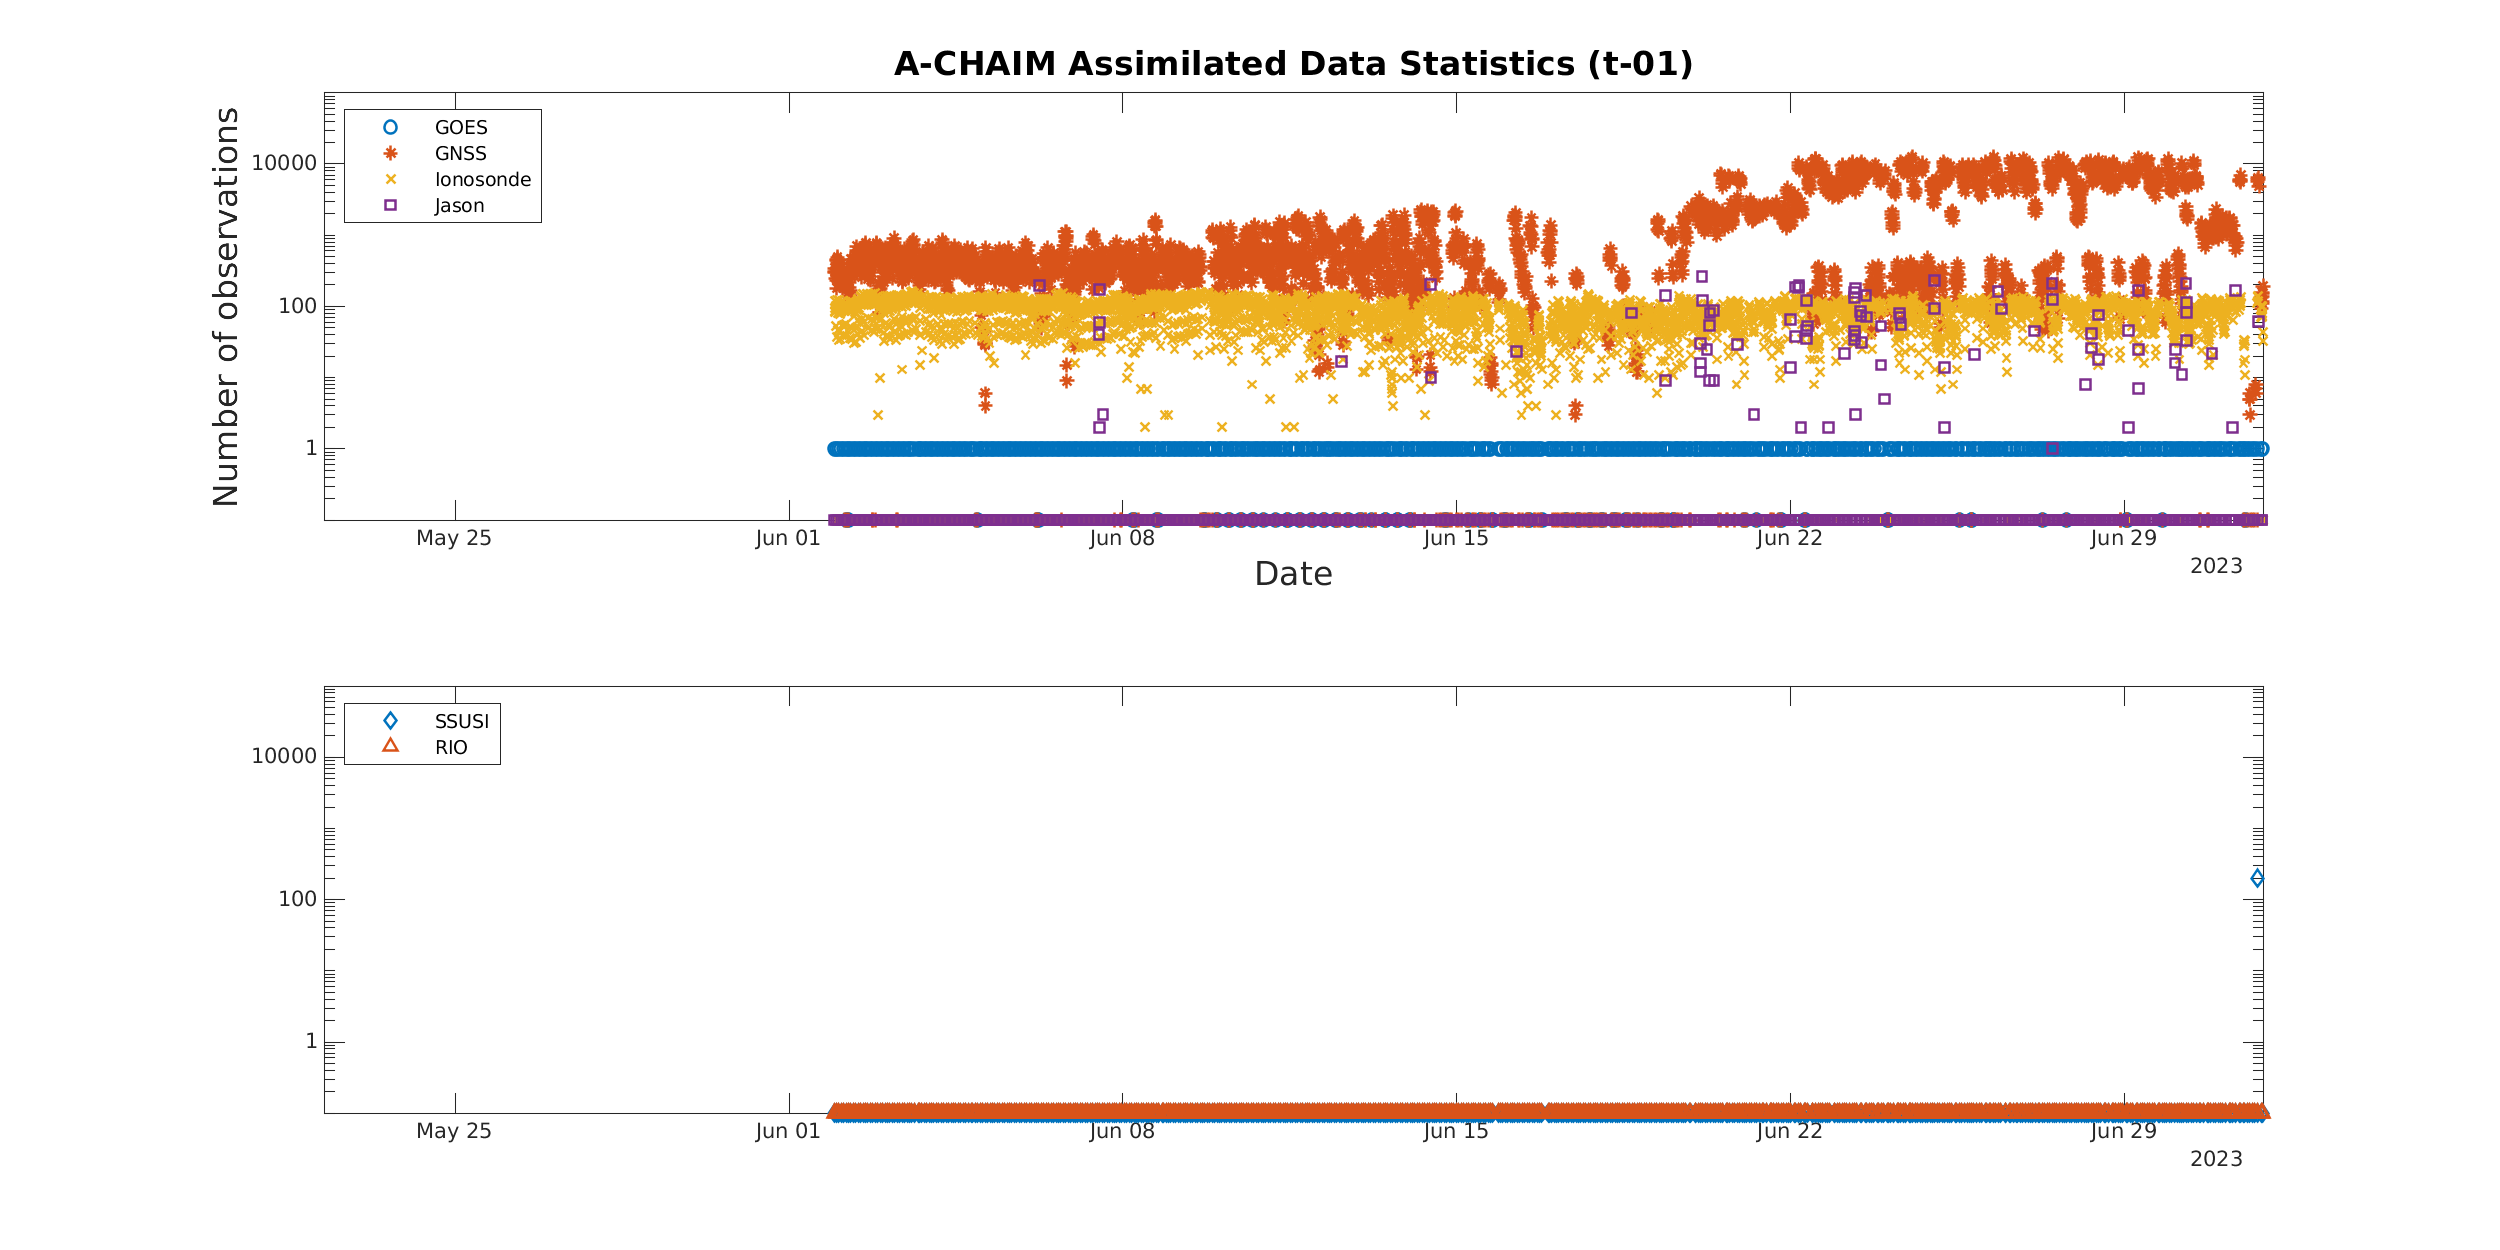 A-CHAIM Assimilated Data Statistics (t-01)
Number of observations
10000
100
1
GOES
GNSS
Ionosonde
Jason
May 25 Jun 01 Jun 08 Jun 15 Jun 22 Jun 29
2023
Date
10000
100
1
SSUSI
RIO
May 25 Jun 01 Jun 08 Jun 15 Jun 22 Jun 29
2023